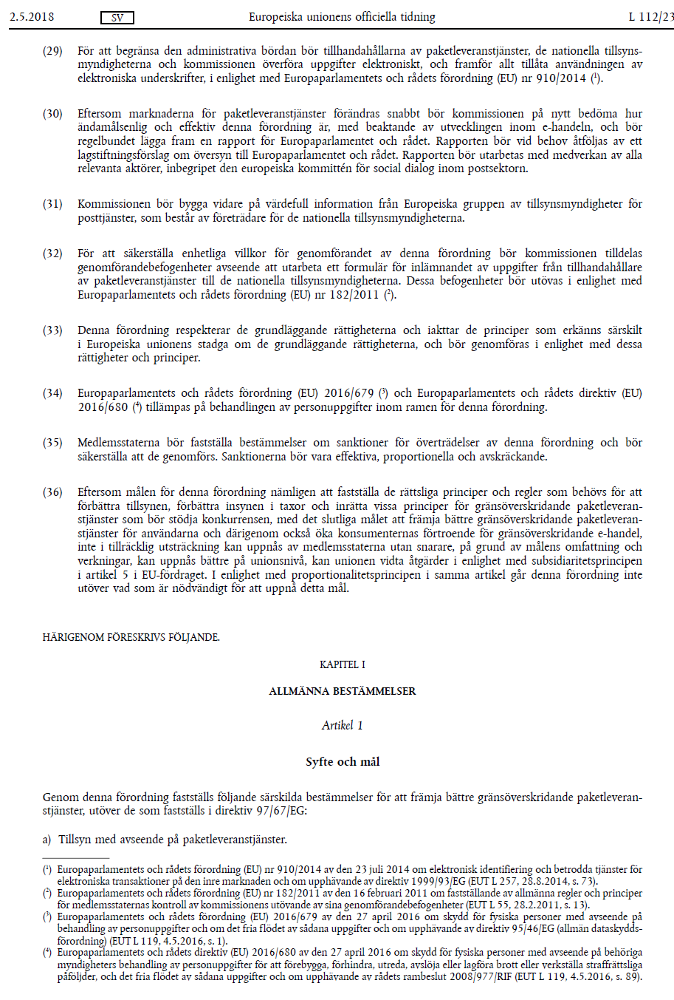 2.5.2018 SV Europeiska unionens officiella tidning L 112/23
(29) För att begränsa den administrativa bördan bör tillhandahållarna av paketleveranstjänster, de nationella tillsyns-
myndigheterna och kommissionen överföra uppgifter elektroniskt, och framför allt tillåta användningen av
elektroniska underskrifter, i enlighet med Europaparlamentets och rådets förordning (EU) nr 910/2014 (¹).
(30) Eftersom marknaderna för paketleveranstjänster förändras snabbt bör kommissionen på nytt bedöma hur
ändamålsenlig och effektiv denna förordning är, med beaktande av utvecklingen inom e-handeln, och bör
regelbundet lägga fram en rapport för Europaparlamentet och rådet. Rapporten bör vid behov åtföljas av ett
lagstiftningsförslag om översyn till Europaparlamentet och rådet. Rapporten bör utarbetas med medverkan av alla
relevanta aktörer, inbegripet den europeiska kommittén för social dialog inom postsektorn.
(31) Kommissionen bör bygga vidare på värdefull information från Europeiska gruppen av tillsynsmyndigheter för
posttjänster, som består av företrädare för de nationella tillsynsmyndigheterna.
(32) För att säkerställa enhetliga villkor för genomförandet av denna förordning bör kommissionen tilldelas
genomförandebefogenheter avseende att utarbeta ett formulär för inlämnandet av uppgifter från tillhandahållare
av paketleveranstjänster till de nationella tillsynsmyndigheterna. Dessa befogenheter bör utövas i enlighet med
Europaparlamentets och rådets förordning (EU) nr 182/2011 (²).
(33) Denna förordning respekterar de grundläggande rättigheterna och iakttar de principer som erkänns särskilt
i Europeiska unionens stadga om de grundläggande rättigheterna, och bör genomföras i enlighet med dessa
rättigheter och principer.
(34) Europaparlamentets och rådets förordning (EU) 2016/679 (³) och Europaparlamentets och rådets direktiv (EU)
2016/680 (⁴) tillämpas på behandlingen av personuppgifter inom ramen för denna förordning.
(35) Medlemsstaterna bör fastställa bestämmelser om sanktioner för överträdelser av denna förordning och bör
säkerställa att de genomförs. Sanktionerna bör vara effektiva, proportionella och avskräckande.
(36) Eftersom målen för denna förordning nämligen att fastställa de rättsliga principer och regler som behövs för att
förbättra tillsynen, förbättra insynen i taxor och inrätta vissa principer för gränsöverskridande paketleveran-
stjänster som bör stödja konkurrensen, med det slutliga målet att främja bättre gränsöverskridande paketleveran-
stjänster för användarna och därigenom också öka konsumenternas förtroende för gränsöverskridande e-handel,
inte i tillräcklig utsträckning kan uppnås av medlemsstaterna utan snarare, på grund av målens omfattning och
verkningar, kan uppnås bättre på unionsnivå, kan unionen vidta åtgärder i enlighet med subsidiaritetsprincipen
i artikel 5 i EU-fördraget. I enlighet med proportionalitetsprincipen i samma artikel går denna förordning inte
utöver vad som är nödvändigt för att uppnå detta mål.
HÄRIGENOM FÖRESKRIVS FÖLJANDE.
KAPITEL I
ALLMÄNNA BESTÄMMELSER
Artikel 1
Syfte och mål
Genom denna förordning fastställs följande särskilda bestämmelser för att främja bättre gränsöverskridande paketleveran-
stjänster, utöver de som fastställs i direktiv 97/67/EG:
a) Tillsyn med avseende på paketleveranstjänster.
(¹) Europaparlamentets och rådets förordning (EU) nr 910/2014 av den 23 juli 2014 om elektronisk identifiering och betrodda tjänster för
elektroniska transaktioner på den inre marknaden och om upphävande av direktiv 1999/93/EG (EUT L 257, 28.8.2014, s. 73).
(²) Europaparlamentets och rådets förordning (EU) nr 182/2011 av den 16 februari 2011 om fastställande av allmänna regler och principer
för medlemsstaternas kontroll av kommissionens utövande av sina genomförandebefogenheter (EUT L 55, 28.2.2011, s. 13).
(³) Europaparlamentets och rådets förordning (EU) 2016/679 av den 27 april 2016 om skydd för fysiska personer med avseende på
behandling av personuppgifter och om det fria flödet av sådana uppgifter och om upphävande av direktiv 95/46/EG (allmän dataskydds-
förordning) (EUT L 119, 4.5.2016, s. 1).
(⁴) Europaparlamentets och rådets direktiv (EU) 2016/680 av den 27 april 2016 om skydd för fysiska personer med avseende på behöriga
myndigheters behandling av personuppgifter för att förebygga, förhindra, utreda, avslöja eller lagföra brott eller verkställa straffrättsliga
påföljder, och det fria flödet av sådana uppgifter och om upphävande av rådets rambeslut 2008/977/RIF (EUT L 119, 4.5.2016, s. 89).